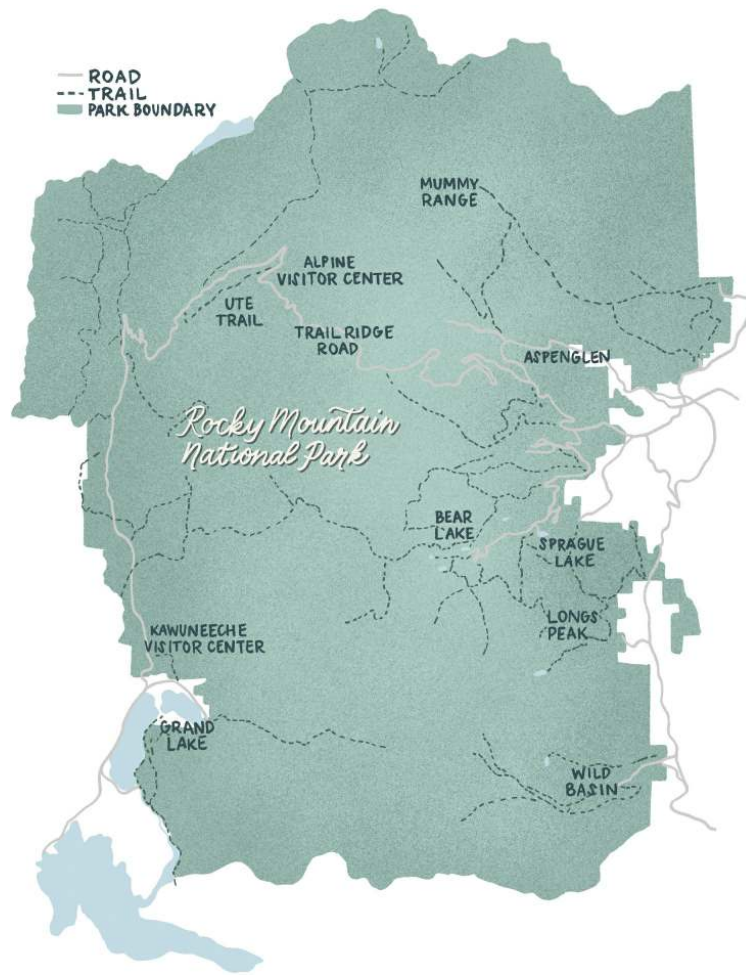 ROAD
TRAIL
PARK BOUNDARY
MUMMY
RANGE
ALPINE
VISITOR CENTER
UTE
TRAIL
TRAIL RIDGE
ROAD
ASPENGLEN
Rocky Mountain
National Park
BEAR
LAKE
SPRAGUE
LAKE
LONGS
PEAK
KAWUNEECHE
VISITOR CENTER
GRAND
LAKE
WILD
BASIN